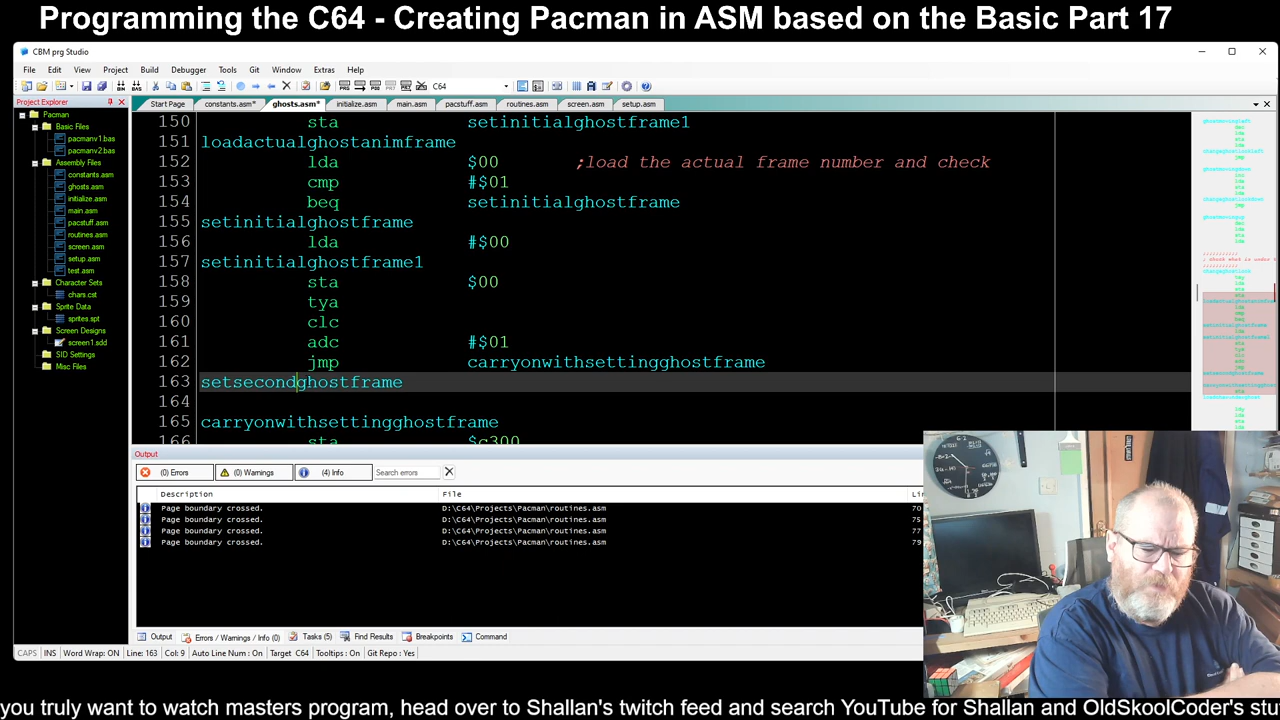 Programming the C64 - Creating Pacman in ASM based on the Basic Part 17
CBM prg Studio
File Edit View Project Build Debugger Tools Git Window Extras Help
C64
Project Explorer
Start Page constants.asm* ghosts.asm* initialize.asm main.asm pacstuff.asm routines.asm screen.asm setup.asm
Pacman
Basic Files
pacmanv1.bas
pacmanv2.bas
Assembly Files
constants.asm
ghosts.asm
initialize.asm
main.asm
pacstuff.asm
routines.asm
screen.asm
setup.asm
test.asm
Character Sets
chars.cst
Sprite Data
sprites.spt
Screen Designs
screen1.sdd
SID Settings
Misc Files
150 sta setinitialghostframe1
151 loadactualghostanimframe
152 lda $00 ;load the actual frame number and check
153 cmp #$01
154 beq setinitialghostframe
155 setinitialghostframe
156 lda #$00
157 setinitialghostframe1
158 sta $00
159 tya
160 clc
161 adc #$01
162 jmp carryonwithsettingghostframe
163 setsecondghostframe
164
165 carryonwithsettingghostframe
166 sta $c300
Output
(0) Errors (0) Warnings (4) Info Search errors
Description File
Page boundary crossed. D:\C64\Projects\Pacman\routines.asm 70
Page boundary crossed. D:\C64\Projects\Pacman\routines.asm 75
Page boundary crossed. D:\C64\Projects\Pacman\routines.asm 77
Page boundary crossed. D:\C64\Projects\Pacman\routines.asm 79
Output Errors / Warnings / Info (0) Tasks (5) Find Results Breakpoints Command
CAPS INS Word Wrap: ON Line: 163 Col: 9 Auto Line Num : On Target C64 Tooltips : On Git Repo : Yes
you truly want to watch masters program, head over to Shallan's twitch feed and search YouTube for Shallan and OldSkoolCoder's